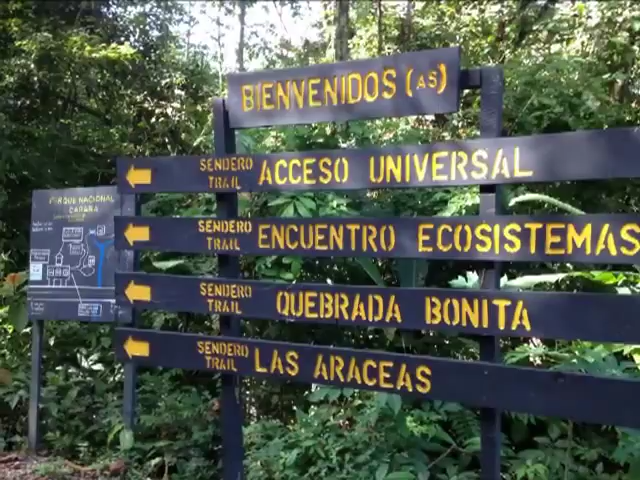 BIENVENIDOS (AS)
SENDERO
TRAIL
ACCESO UNIVERSAL
SENDERO
TRAIL
ENCUENTRO ECOSISTEMAS
SENDERO
TRAIL
QUEBRADA BONITA
SENDERO
TRAIL
LAS ARACEAS
PARQUE NACIONAL
CARARA